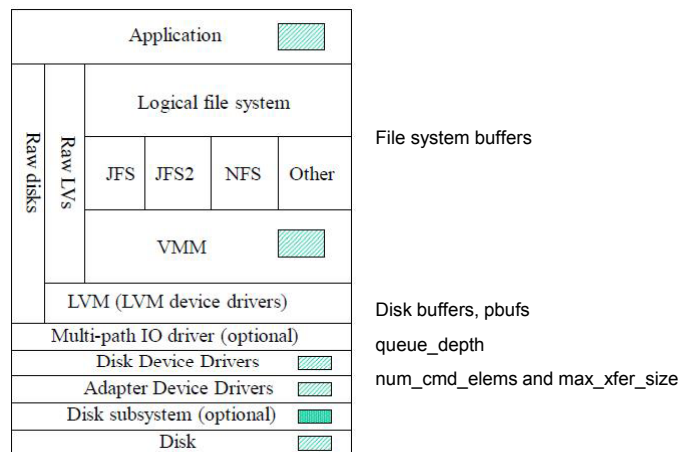 Application
Logical file system
File system buffers
Raw disks
Raw LVs
JFS
JFS2
NFS
Other
VMM
LVM (LVM device drivers)
Disk buffers, pbufs
Multi-path IO driver (optional)
queue_depth
Disk Device Drivers
Adapter Device Drivers
num_cmd_elems and max_xfer_size
Disk subsystem (optional)
Disk